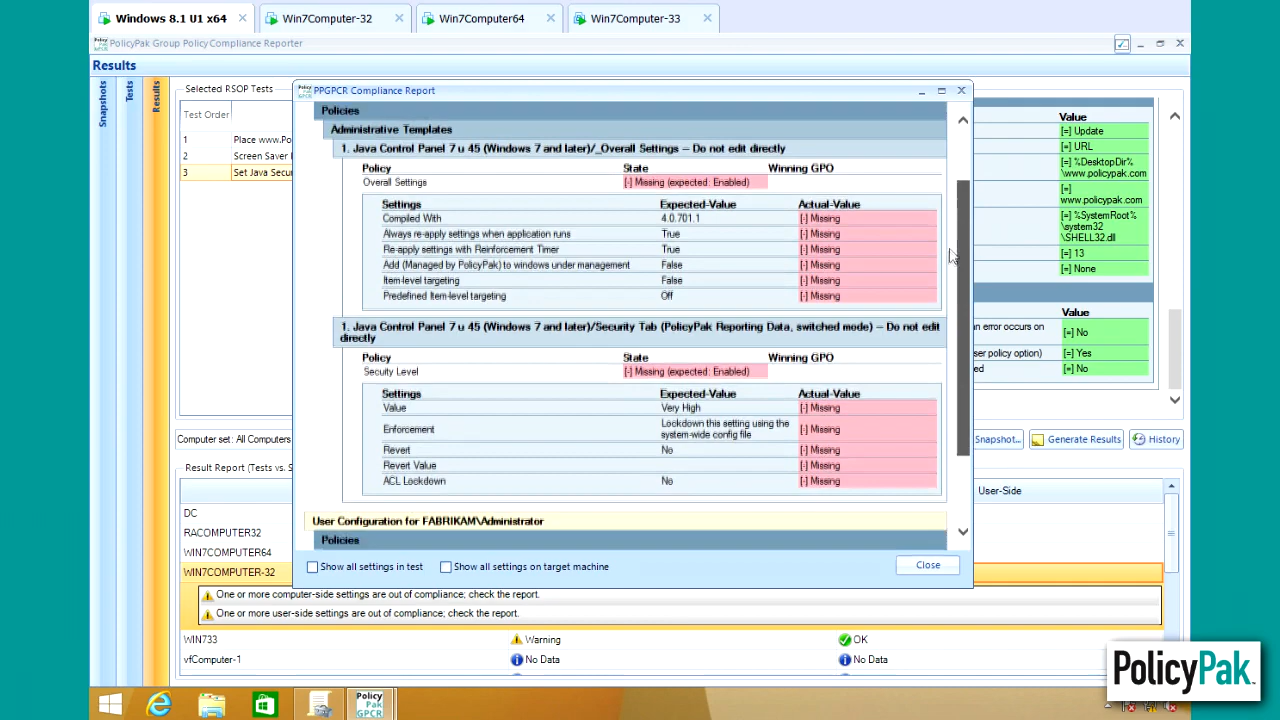 Windows 8.1 U1 x64
Win7Computer-32
Win7Computer64
Win7Computer-33
PolicyPak Group Policy Compliance Reporter
Results
Snapshots
Tests
Results
Selected RSOP Tests
Test Order
1 Place www.Po
2 Screen Saver
3 Set Java Secur
Computer set: All Computers
Result Report (Tests vs. S
PPGPCR Compliance Report
Policies
Administrative Templates
1. Java Control Panel 7 u 45 (Windows 7 and later)/_Overall Settings – Do not edit directly
Policy State Winning GPO
Overall Settings [-] Missing (expected: Enabled)
Settings Expected-Value Actual-Value
Compiled With 4.0.701.1 [-] Missing
Always re-apply settings when application runs True [-] Missing
Re-apply settings with Reinforcement Timer True [-] Missing
Add (Managed by PolicyPak) to windows under management False [-] Missing
Item-level targeting False [-] Missing
Predefined Item-level targeting Off [-] Missing
1. Java Control Panel 7 u 45 (Windows 7 and later)/Security Tab (PolicyPak Reporting Data, switched mode) – Do not edit
directly
Policy State Winning GPO
Secuity Level [-] Missing (expected: Enabled)
Settings Expected-Value Actual-Value
Value Very High [-] Missing
Enforcement Lockdown this setting using the
system-wide config file [-] Missing
Revert No [-] Missing
Revert Value [-] Missing
ACL Lockdown No [-] Missing
User Configuration for FABRIKAM\Administrator
Policies
Show all settings in test
Show all settings on target machine
Close
Value
[=] Update
[=] URL
[=] %DesktopDir%
\www.policypak.com
[=]
www.policypak.com
[=] %SystemRoot%
\system32
\SHELL32.dll
[=] 13
[=] None
Value
n error occurs on [=] No
ser policy option) [=] Yes
ed [=] No
Snapshot...
Generate Results
History
User-Side
DC
RACOMPUTER32
WIN7COMPUTER64
WIN7COMPUTER-32
One or more computer-side settings are out of compliance; check the report.
One or more user-side settings are out of compliance; check the report.
WIN733 Warning OK
vfComputer-1 No Data No Data
Policy
Pak
GPCR
PolicyPak